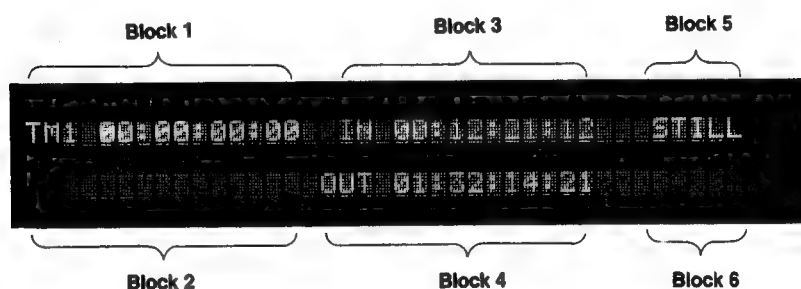 Block 1 Block 3 Block 5
TM1 00:00:00:00 IN 00:12:21:12 STILL
OUT 01:32:14:21
Block 2 Block 4 Block 6